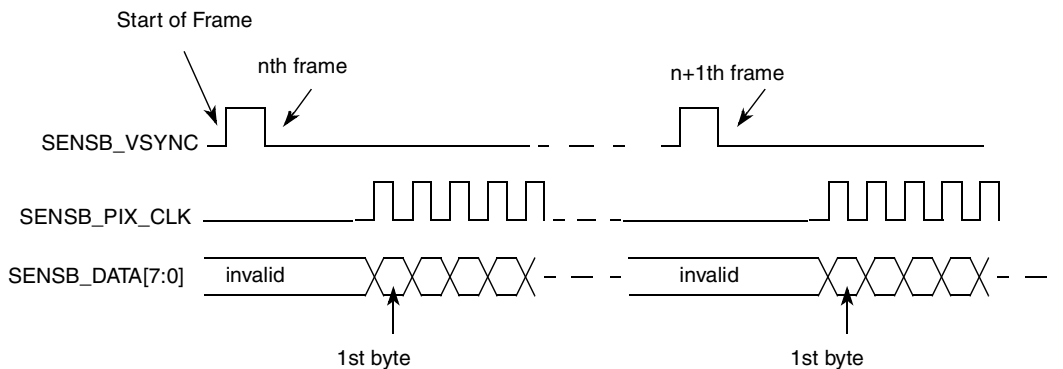 Start of Frame
nth frame
n+1th frame
SENSB_VSYNC
SENSB_PIX_CLK
SENSB_DATA[7:0]
invalid
invalid
1st byte
1st byte